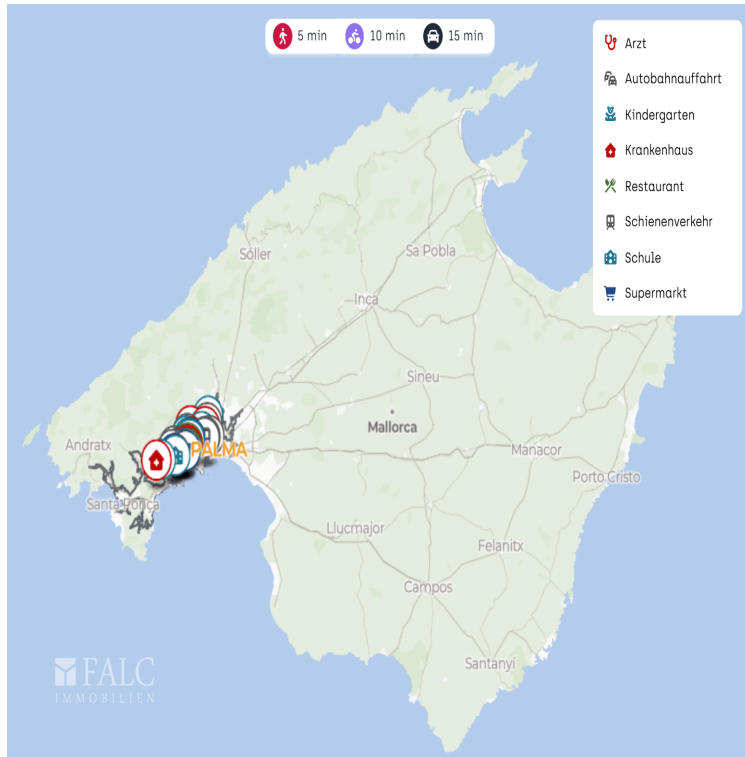 5 min
10 min
15 min
Arzt
Autobahnauffahrt
Kindergarten
Krankenhaus
Restaurant
Schienenverkehr
Schule
Supermarkt
Sóller
Sa Pobla
Inca
Sineu
Mallorca
Andratx
PALMA
Manacor
Porto Cristo
Santa Ponça
Llucmajor
Felanitx
Campos
Santanyí
FALC
IMMOBILIEN